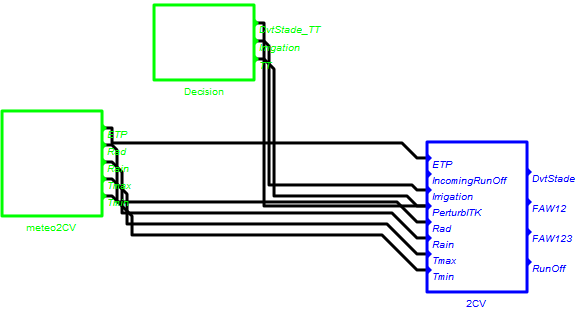 DvtStade_TT
Irrigation
Decision
ETP
Rad
Rain
Tmax
Tmin
meteo2CV
ETP
IncomingRunOff
Irrigation
PerturbITK
Rad
Rain
Tmax
Tmin
DvtStade
FAW12
FAW123
RunOff
2CV